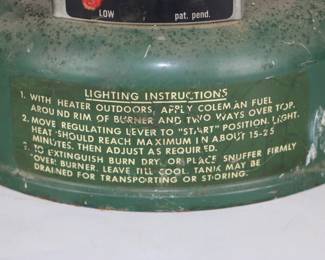 LOW
pat. pend.
LIGHTING INSTRUCTIONS
1. WITH HEATER OUTDOORS, APPLY COLEMAN FUEL
AROUND RIM OF BURNER AND TWO WAYS OVER TOP.
2. MOVE REGULATING LEVER TO "START" POSITION. LIGHT.
HEAT SHOULD REACH MAXIMUM IN ABOUT 15-25
MINUTES. THEN ADJUST AS REQUIRED.
3. TO EXTINGUISH BURN DRY, OR PLACE SNUFFER FIRMLY
OVER BURNER. LEAVE TILL COOL. TANK MAY BE
DRAINED FOR TRANSPORTING OR STORING.